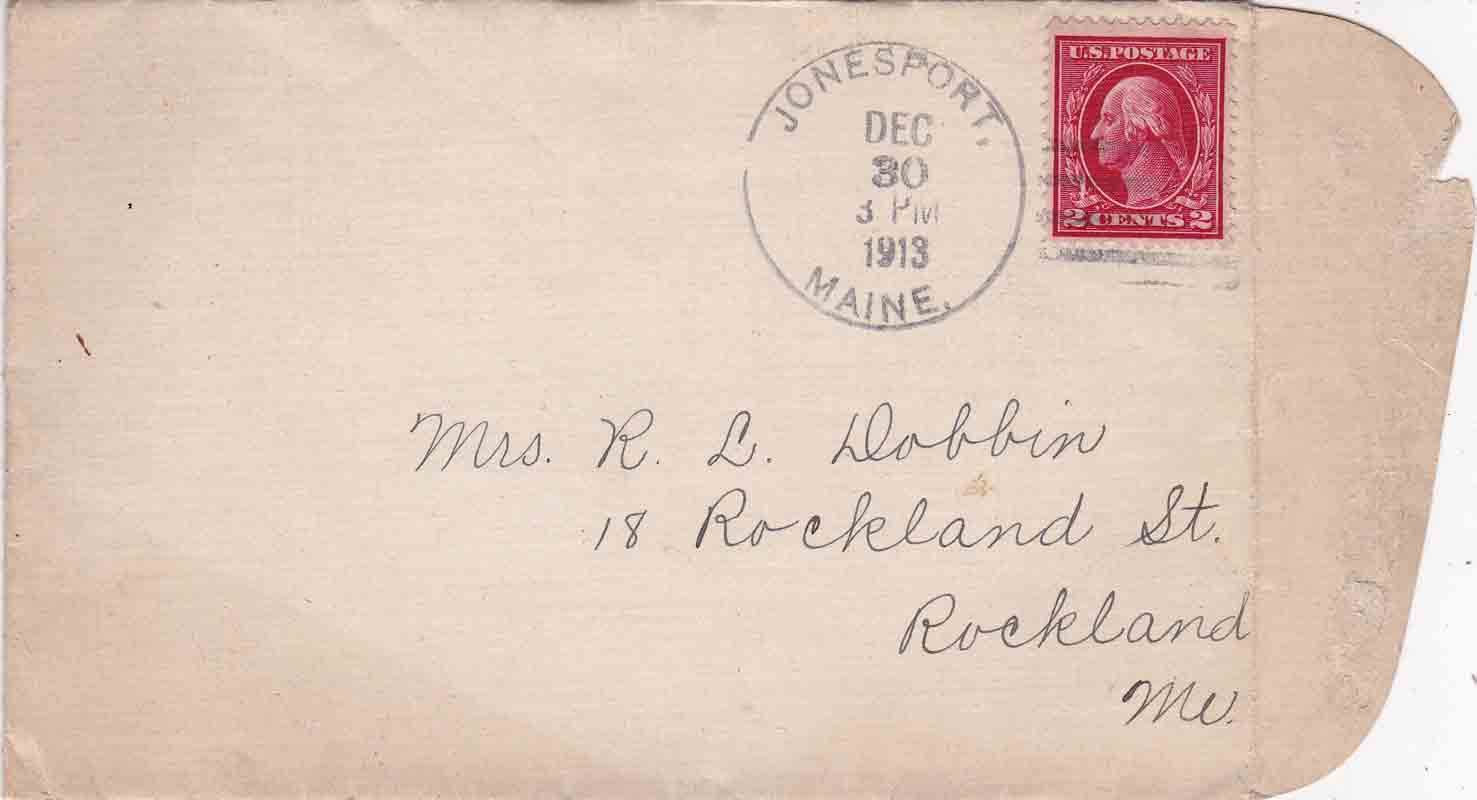 JONESPORT,
DEC
30
3 PM
1913
MAINE.
U.S. POSTAGE
2 CENTS 2
Mrs. R. L. Dobbin
18 Rockland St.
Rockland
Me.